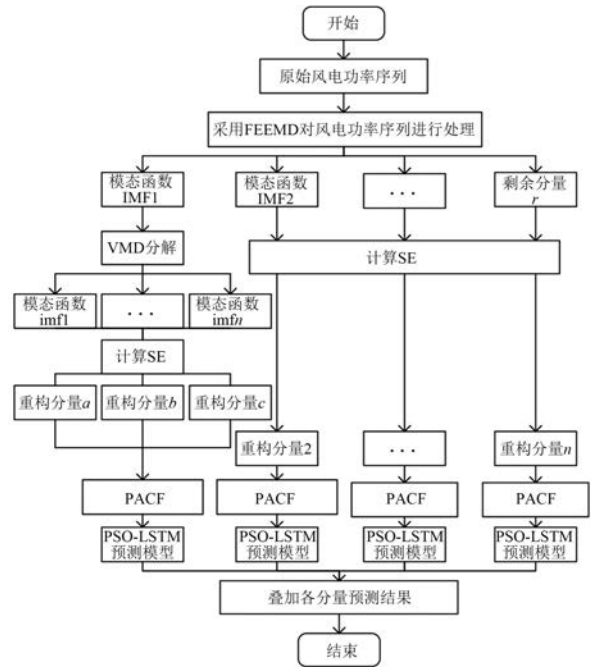 开始
原始风电功率序列
采用FEEMD对风电功率序列进行处理
模态函数
IMF1
模态函数
IMF2
...
剩余分量
r
VMD分解
计算SE
模态函数
imf1
...
模态函数
imfn
计算SE
重构分量a
重构分量b
重构分量c
重构分量2
...
重构分量n
PACF
PACF
PACF
PACF
PSO-LSTM
预测模型
PSO-LSTM
预测模型
PSO-LSTM
预测模型
PSO-LSTM
预测模型
叠加各分量预测结果
结束